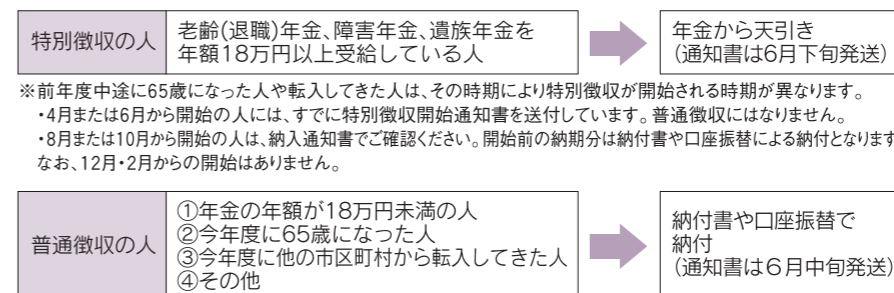 特別徴収の人
老齢(退職)年金、障害年金、遺族年金を
年額18万円以上受給している人
年金から天引き
(通知書は6月下旬発送)
※前年度中途に65歳になった人や転入してきた人は、その時期により特別徴収が開始される時期が異なります。
・4月または6月から開始の人には、すでに特別徴収開始通知書を送付しています。普通徴収にはなりません。
・8月または10月から開始の人は、納入通知書でご確認ください。開始前の納期分は納付書や口座振替による納付となります
なお、12月・2月からの開始はありません。
普通徴収の人
①年金の年額が18万円未満の人
②今年度に65歳になった人
③今年度に他の市区町村から転入してきた人
④その他
納付書や口座振替で
納付
(通知書は6月中旬発送)